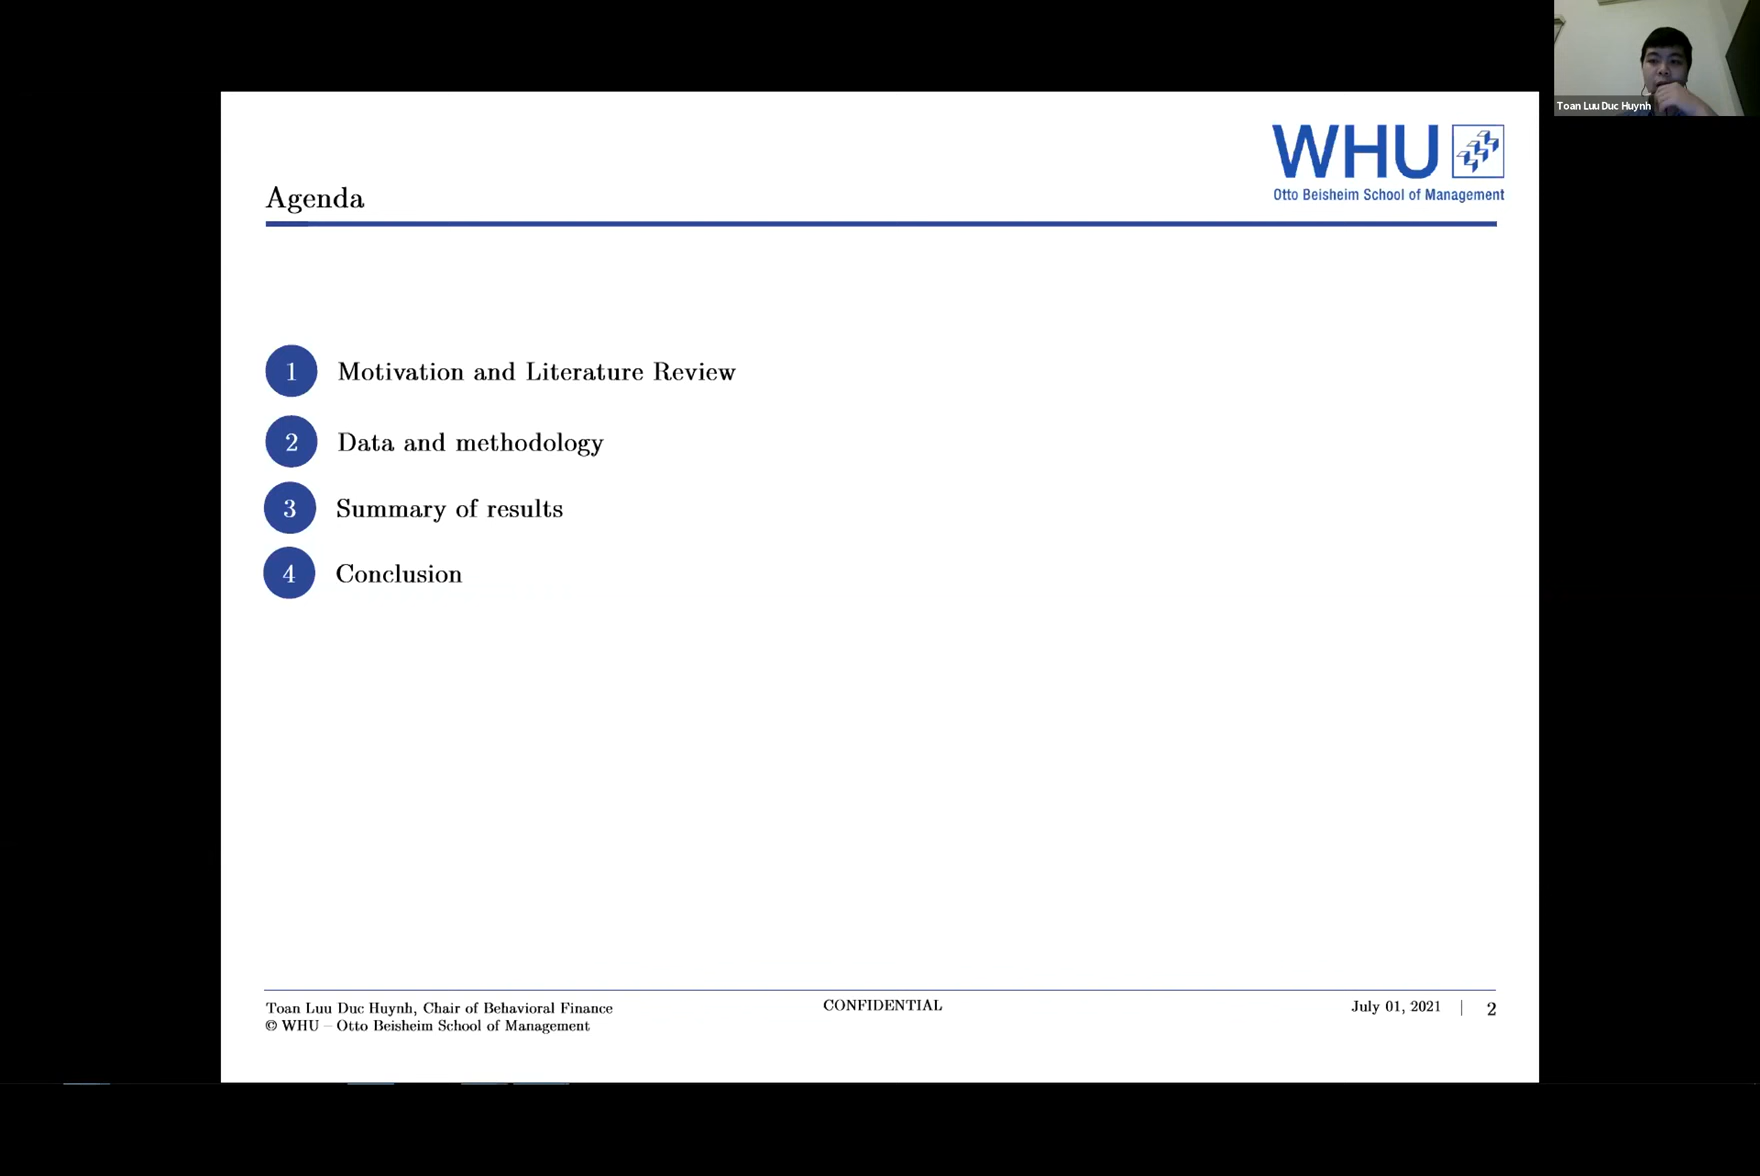 Toan Luu Duc Huynh
WHU
Otto Beisheim School of Management
Agenda
1 Motivation and Literature Review
2 Data and methodology
3 Summary of results
4 Conclusion
Toan Luu Duc Huynh, Chair of Behavioral Finance
© WHU – Otto Beisheim School of Management
CONFIDENTIAL
July 01, 2021 | 2